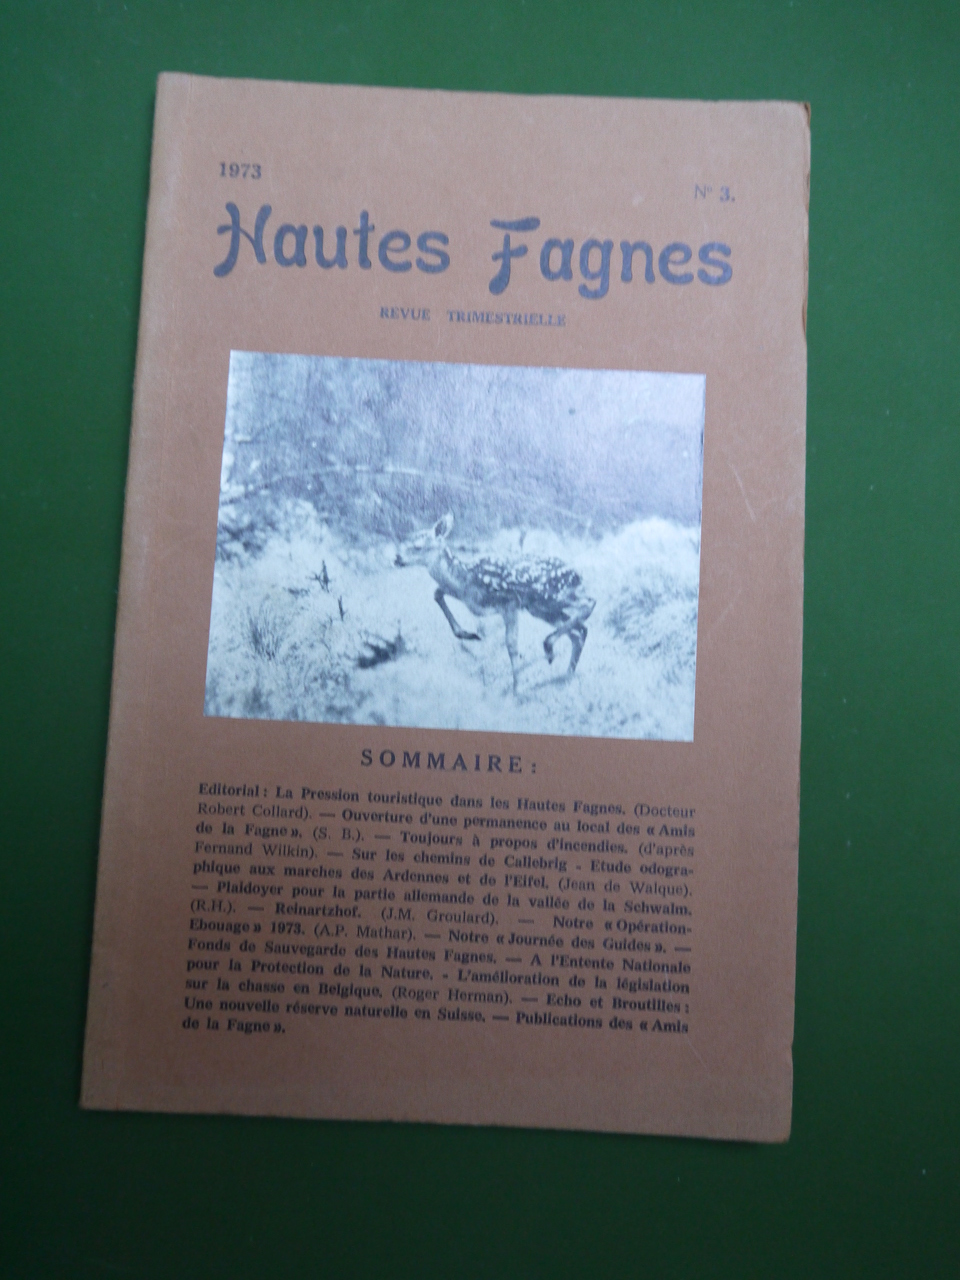 1973
N° 3.
Hautes Fagnes
REVUE TRIMESTRIELLE
SOMMAIRE :
Editorial : La Pression touristique dans les Hautes Fagnes. (Docteur
Robert Collard). — Ouverture d'une permanence au local des « Amis
de la Fagne ». (S. B.). — Toujours à propos d'incendies. (d'après
Fernand Wilkin). — Sur les chemins de Callebrig - Etude odogra-
phique aux marches des Ardennes et de l'Eifel. (Jean de Walque).
— Plaidoyer pour la partie allemande de la vallée de la Schwalm.
(R.H.). — Reinartzhof. (J.M. Groulard). — Notre « Opération-
Ebouage » 1973. (A.P. Mathar). — Notre « Journée des Guides ». —
Fonds de Sauvegarde des Hautes Fagnes. — A l'Entente Nationale
pour la Protection de la Nature. - L'amélioration de la législation
sur la chasse en Belgique. (Roger Herman). — Echo et Broutilles :
Une nouvelle réserve naturelle en Suisse. — Publications des « Amis
de la Fagne ».